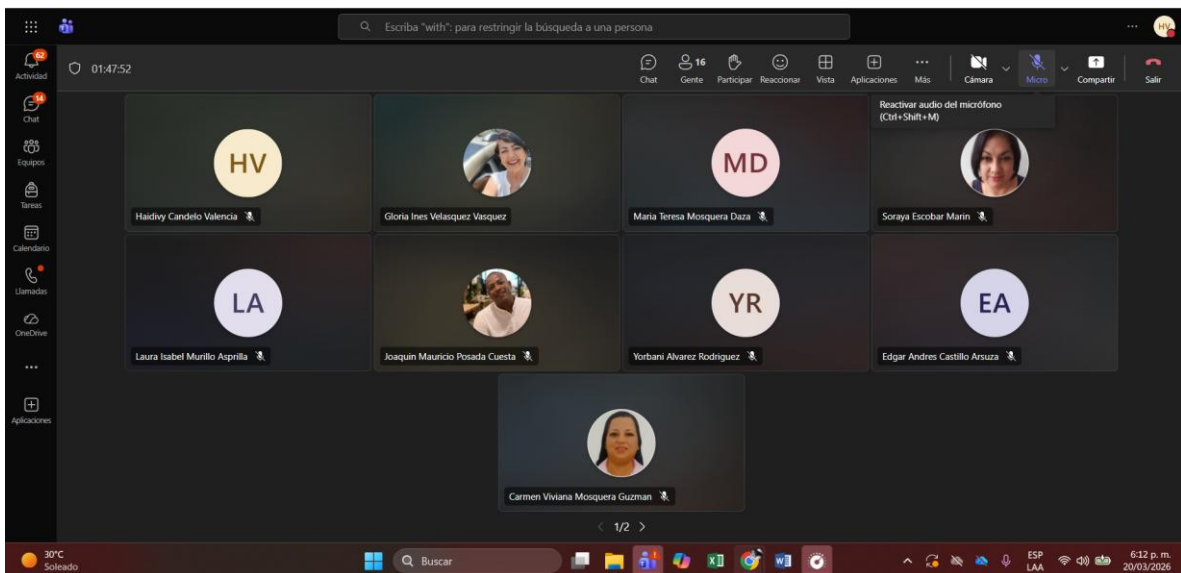 HV
62
Actividad
14
Chat
Equipos
Tareas
Calendario
Llamadas
OneDrive
Aplicaciones
Escriba "with": para restringir la búsqueda a una persona
01:47:52
Chat
16
Gente
Participar
Reaccionar
Vista
Aplicaciones
Más
Cámara
Micro
Compartir
Salir
Reactivar audio del micrófono
(Ctrl+Shift+M)
HV
Haidivy Candelo Valencia
Gloria Ines Velasquez Vasquez
MD
Maria Teresa Mosquera Daza
Soraya Escobar Marin
LA
Laura Isabel Murillo Asprilla
Joaquin Mauricio Posada Cuesta
YR
Yorbani Alvarez Rodriguez
EA
Edgar Andres Castillo Arsuza
Carmen Viviana Mosquera Guzman
1/2
30°C
Soleado
Buscar
ESP
LAA
6:12 p. m.
20/03/2026